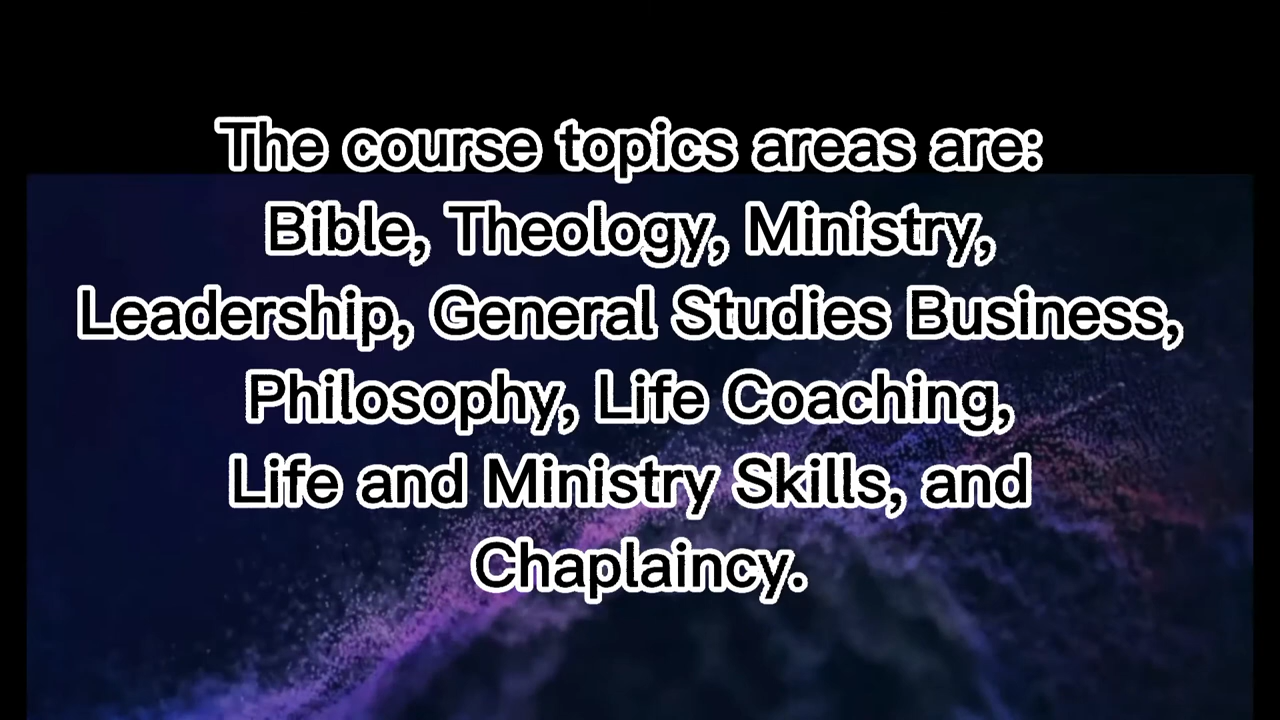 The course topics areas are:
Bible, Theology, Ministry,
Leadership, General Studies Business,
Philosophy, Life Coaching,
Life and Ministry Skills, and
Chaplaincy.